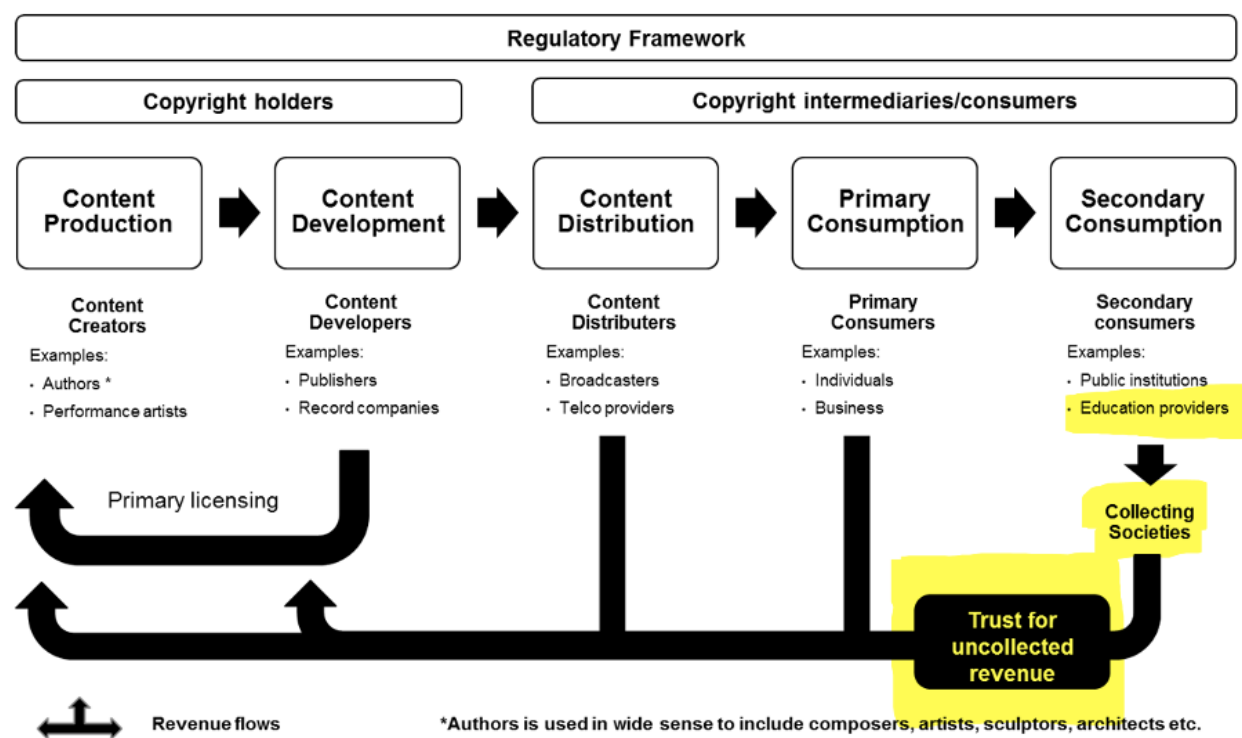 Regulatory Framework
Copyright holders
Copyright intermediaries/consumers
Content
Production
Content
Development
Content
Distribution
Primary
Consumption
Secondary
Consumption
Content
Creators
Examples:
· Authors *
· Performance artists
Content
Developers
Examples:
· Publishers
· Record companies
Content
Distributers
Examples:
· Broadcasters
· Telco providers
Primary
Consumers
Examples:
· Individuals
· Business
Secondary
consumers
Examples:
· Public institutions
· Education providers
Primary licensing
Collecting
Societies
Trust for
uncollected
revenue
Revenue flows
*Authors is used in wide sense to include composers, artists, sculptors, architects etc.